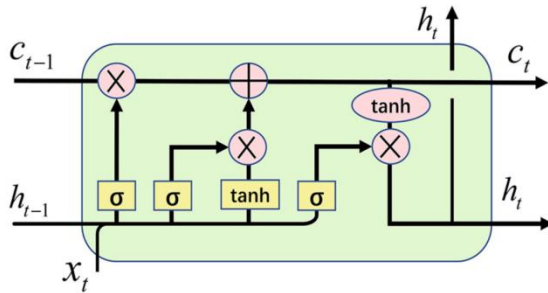 h_t
c_{t-1}
×
+
c_t
tanh
×
×
σ
σ
tanh
σ
h_{t-1}
h_t
x_t